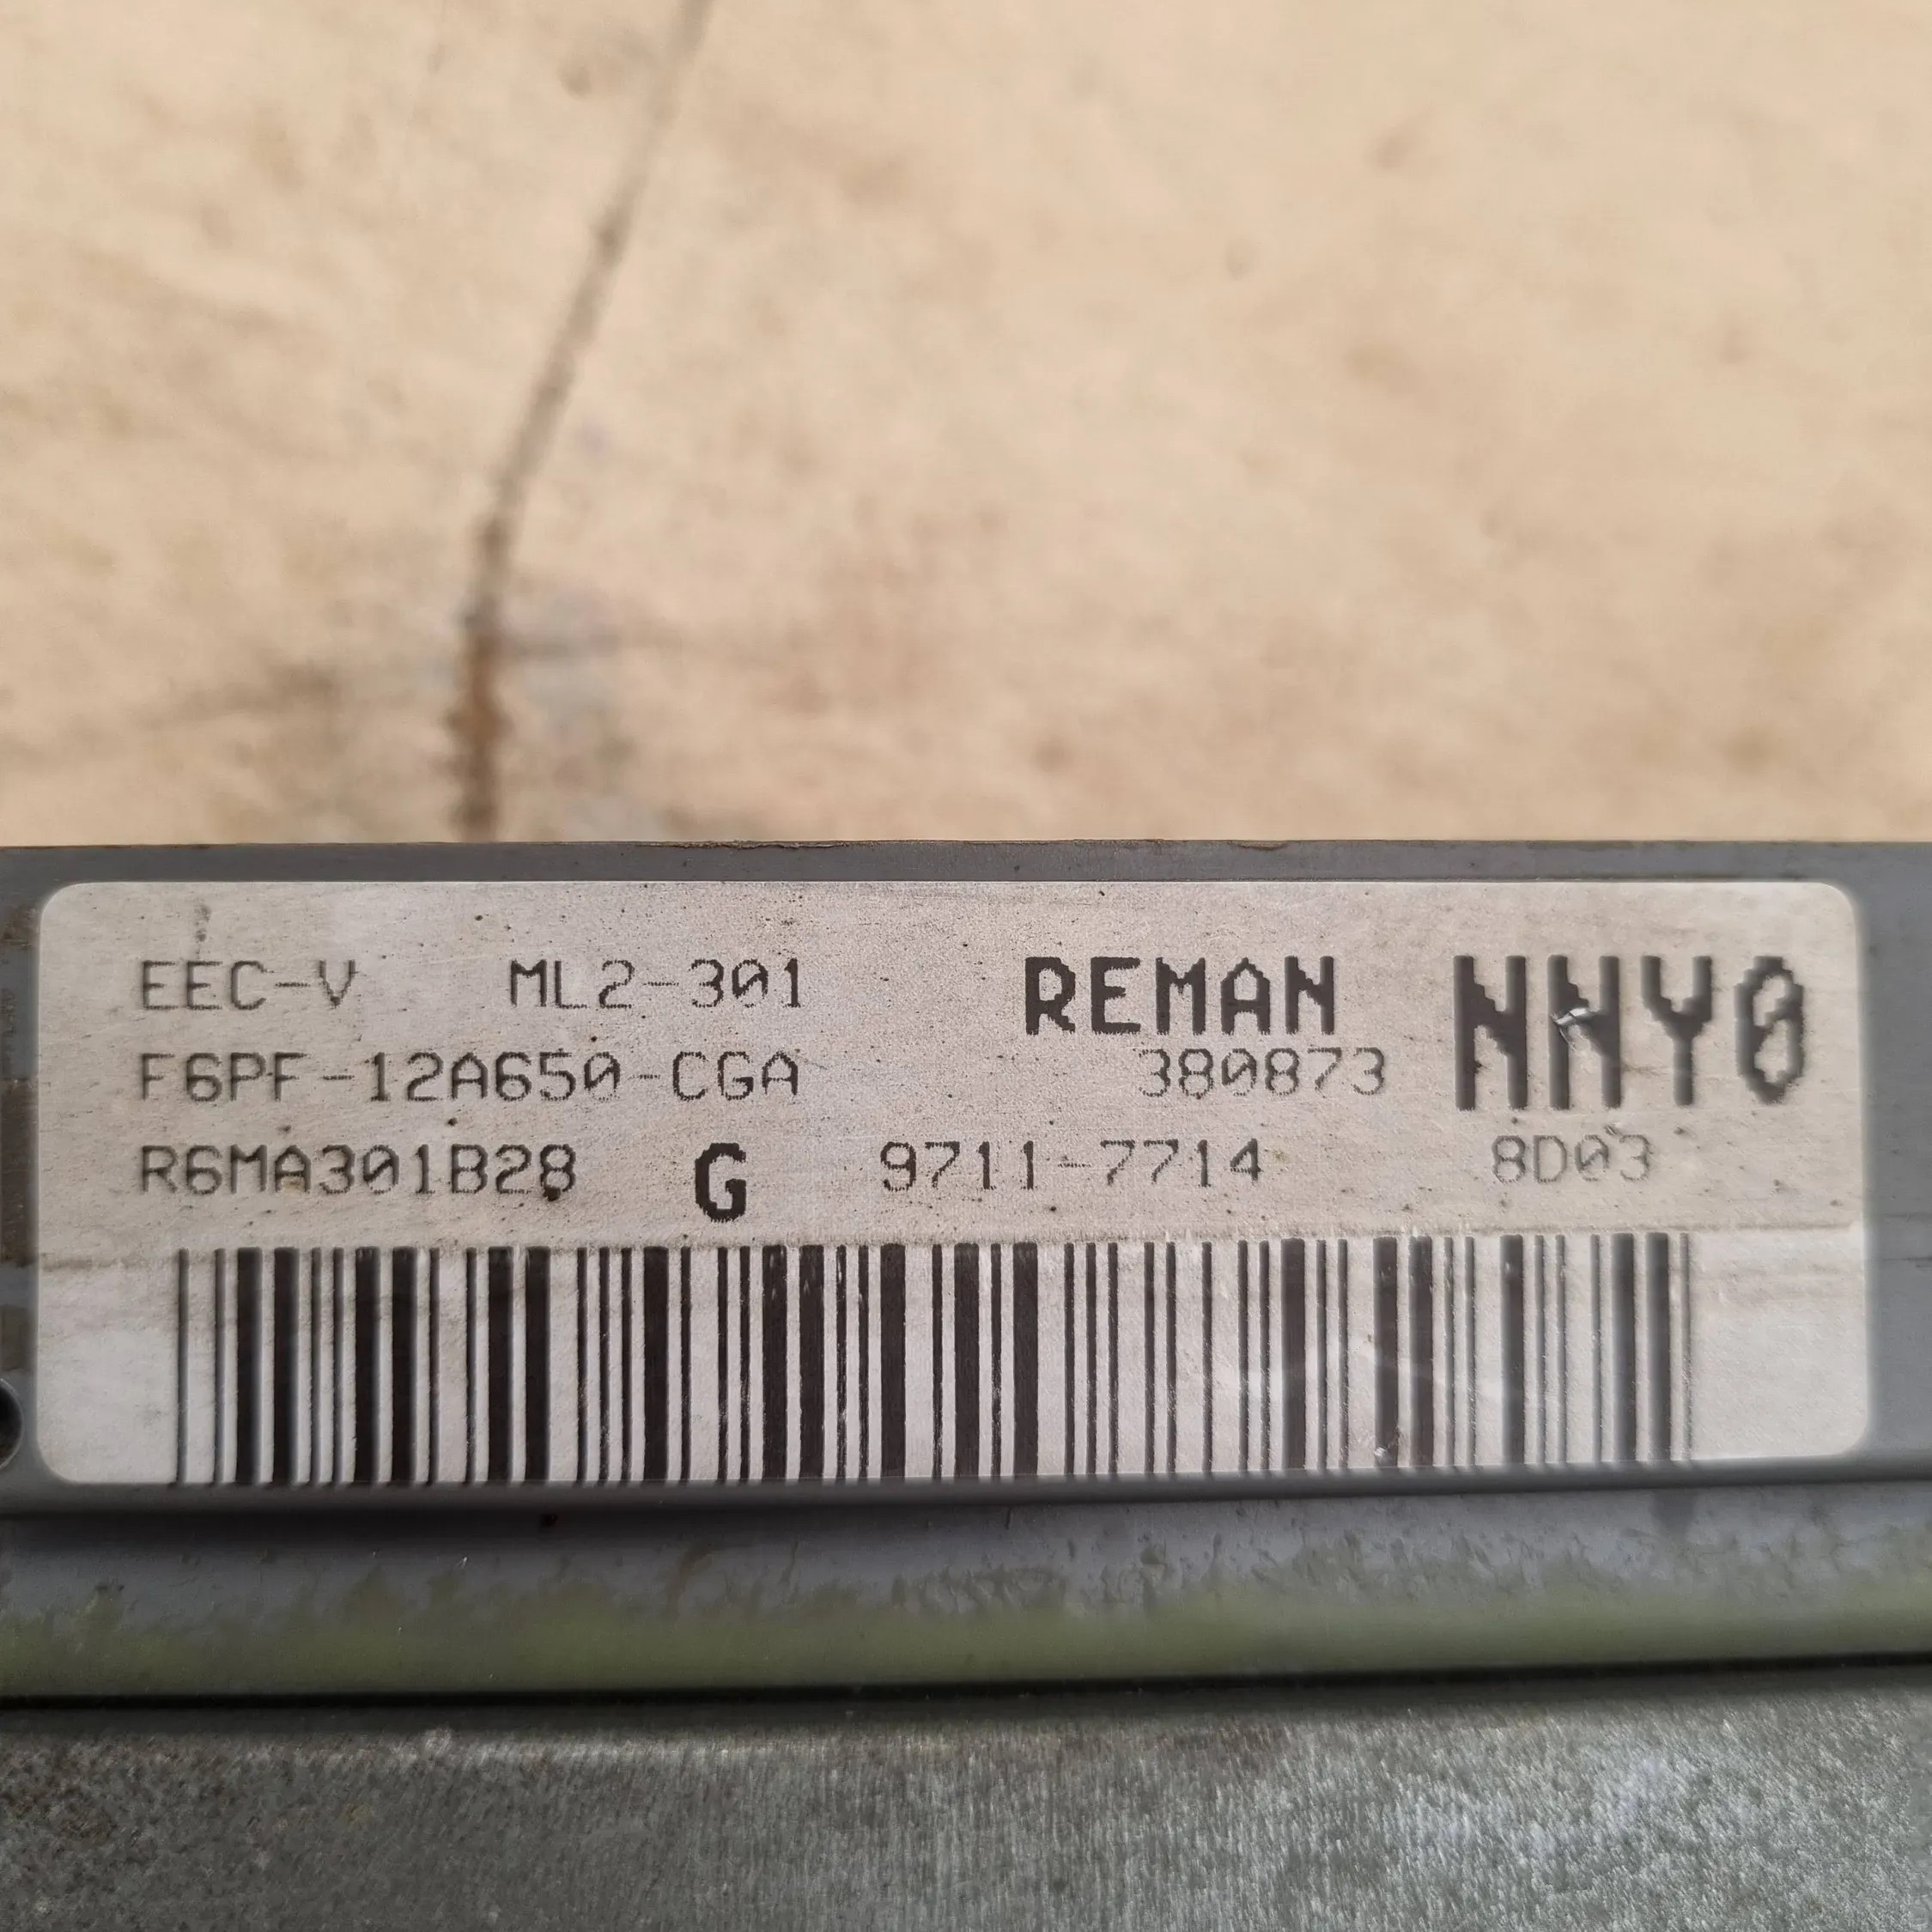 EEC-V ML2-301 REMAN NNY0
F6PF-12A650-CGA 380873
R6MA301B28 G 9711-7714 8D03